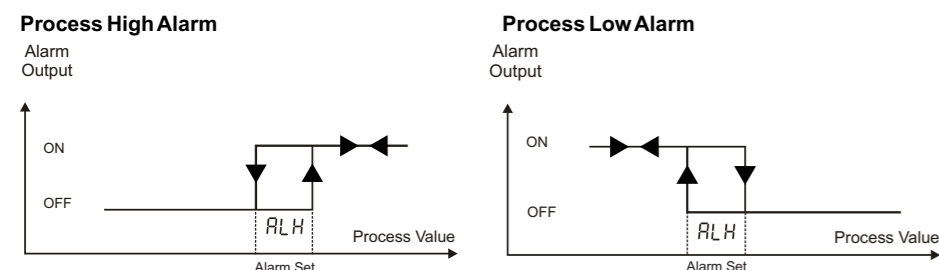 Process High Alarm
Alarm
Output
ON
OFF
ALH
Process Value
Alarm Set
Process Low Alarm
Alarm
Output
ON
OFF
ALH
Process Value
Alarm Set